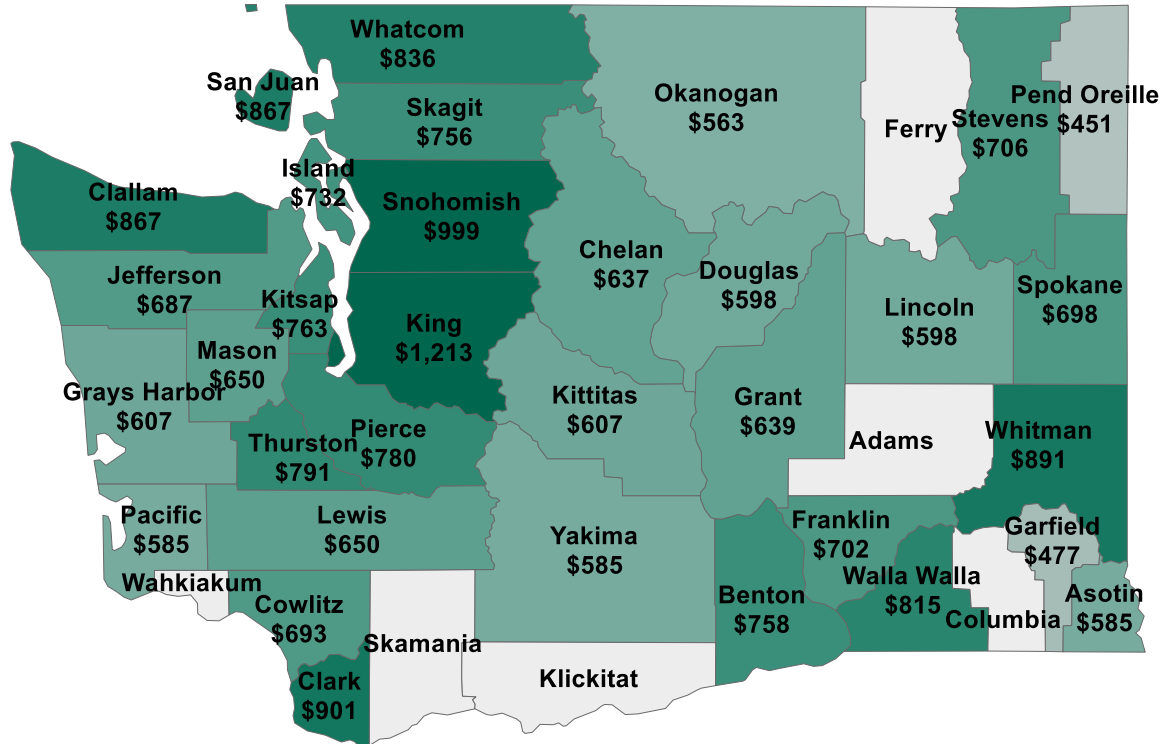 Whatcom
$836
San Juan
$867
Skagit
$756
Okanogan
$563
Ferry
Stevens
$706
Pend Oreille
$451
Island
$732
Clallam
$867
Snohomish
$999
Chelan
$637
Douglas
$598
Jefferson
$687
Kitsap
$763
King
$1,213
Lincoln
$598
Spokane
$698
Mason
$650
Grays Harbor
$607
Kittitas
$607
Grant
$639
Adams
Whitman
$891
Thurston
$791
Pierce
$780
Pacific
$585
Lewis
$650
Yakima
$585
Franklin
$702
Garfield
$477
Wahkiakum
Cowlitz
$693
Benton
$758
Walla Walla
$815
Columbia
Asotin
$585
Skamania
Klickitat
Clark
$901